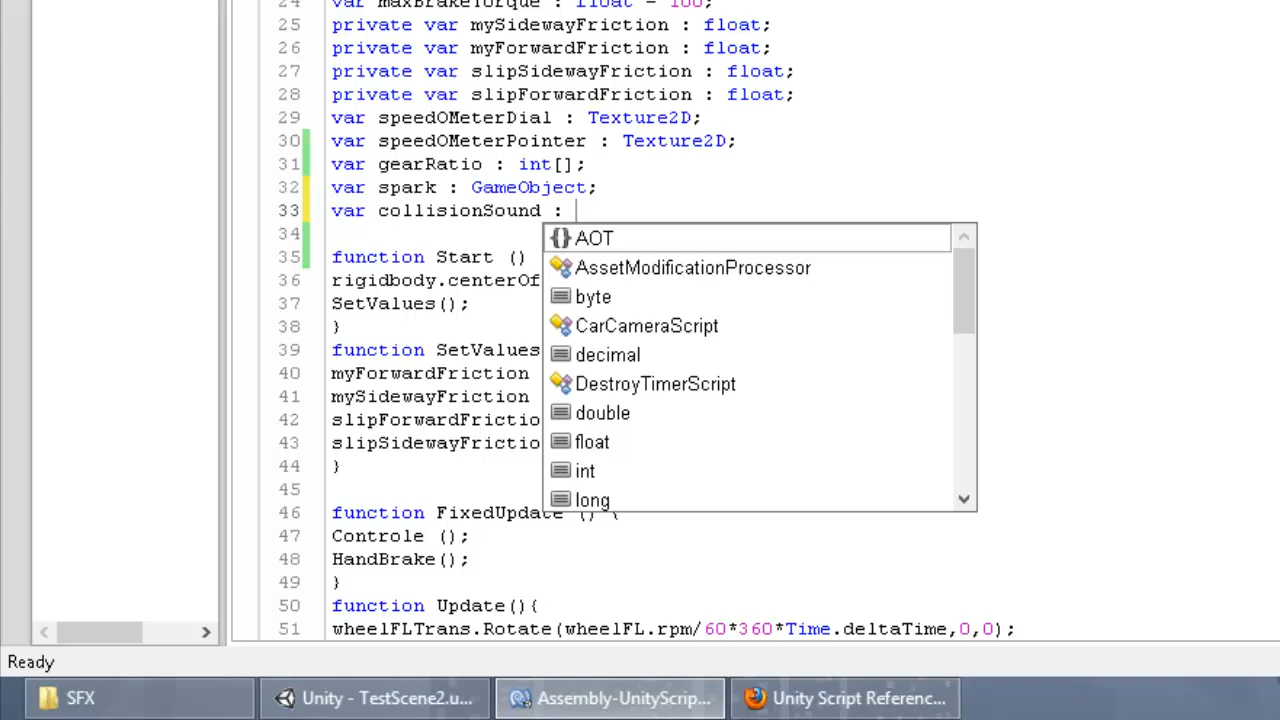 24 var maxBrakeTorque : float = 100;
25 private var mySidewayFriction : float;
26 private var myForwardFriction : float;
27 private var slipSidewayFriction : float;
28 private var slipForwardFriction : float;
29 var speedOMeterDial : Texture2D;
30 var speedOMeterPointer : Texture2D;
31 var gearRatio : int[];
32 var spark : GameObject;
33 var collisionSound :
34
AOT
35 function Start ()
AssetModificationProcessor
36 rigidbody.centerOf
byte
37 SetValues();
38 }
CarCameraScript
39 function SetValues
decimal
40 myForwardFriction
DestroyTimerScript
41 mySidewayFriction
42 slipForwardFrictio
double
43 slipSidewayFrictio
float
44 }
int
45
long
46 function FixedUpdate () {
47 Controle ();
48 HandBrake();
49 }
50 function Update(){
51 wheelFLTrans.Rotate(wheelFL.rpm/60*360*Time.deltaTime,0,0);
Ready
SFX
Unity - TestScene2.u...
Assembly-UnityScrip...
Unity Script Referenc...